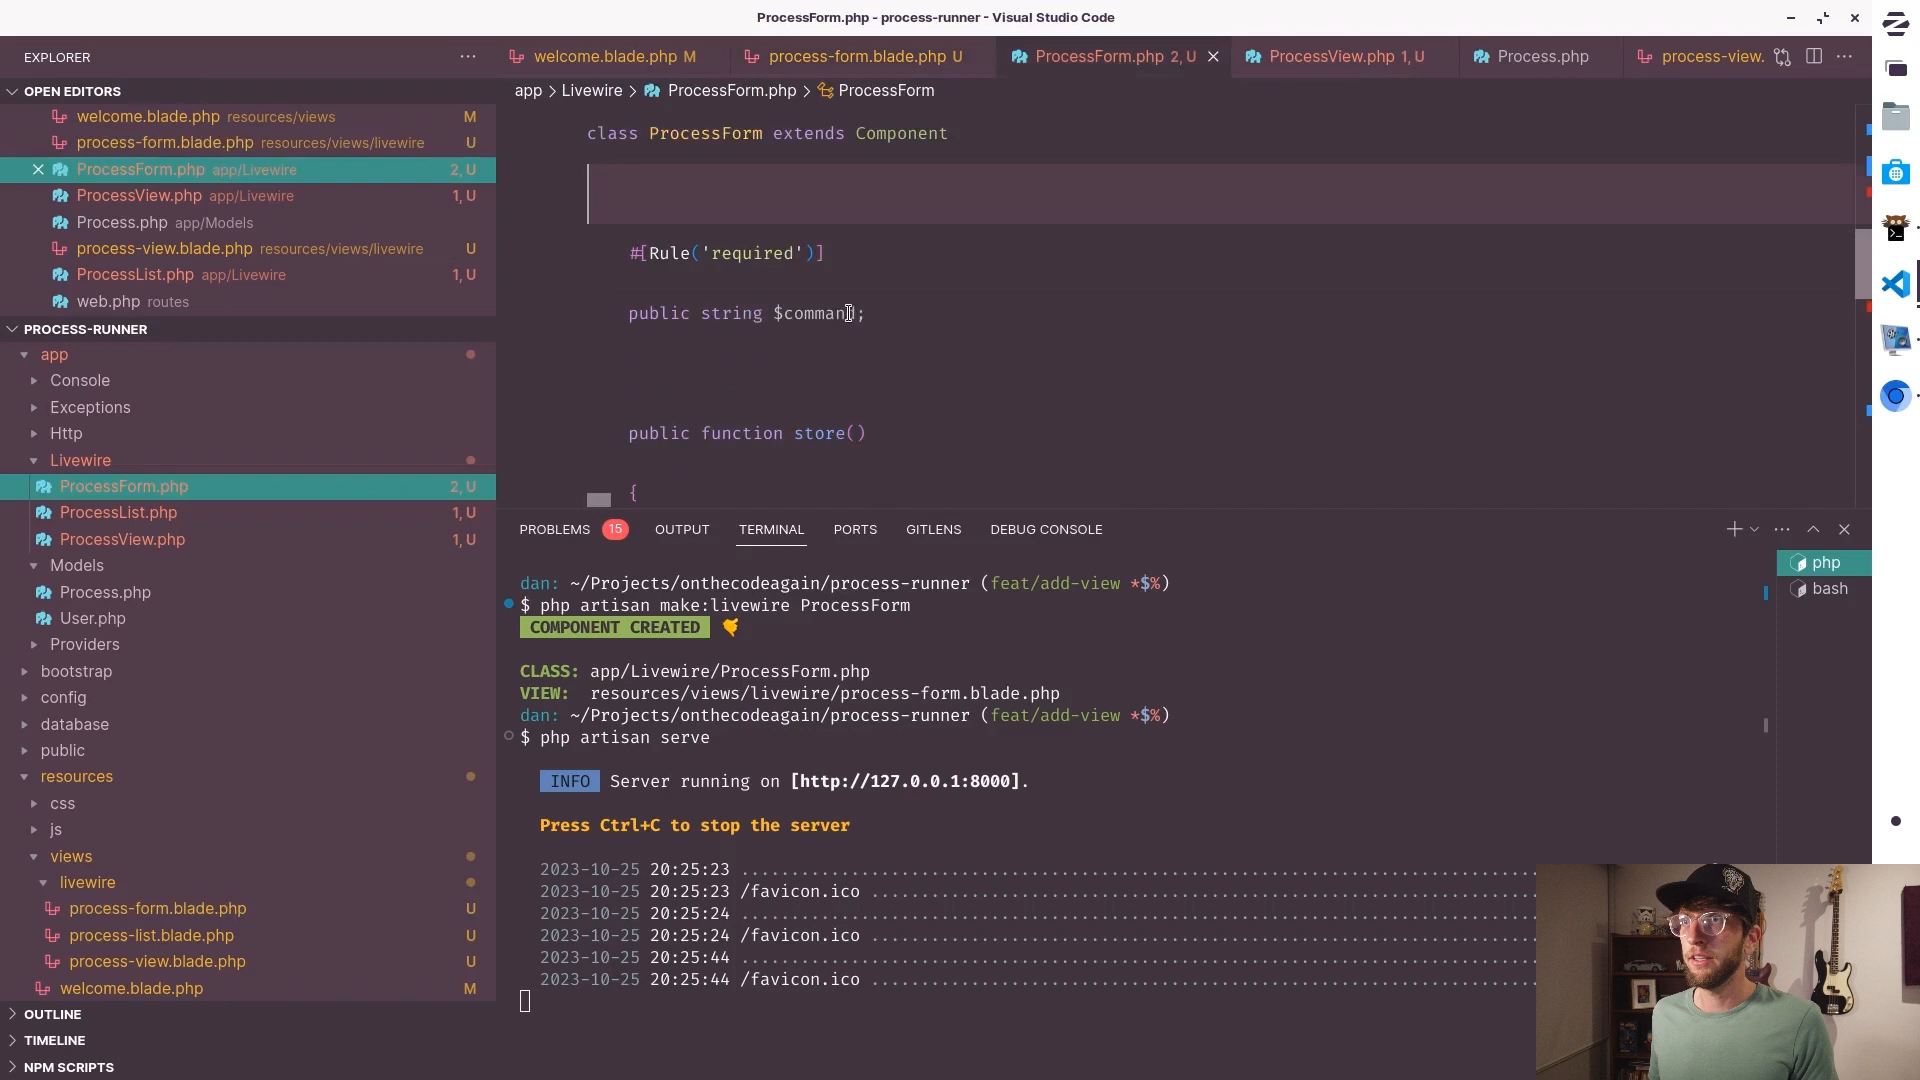 ProcessForm.php - process-runner - Visual Studio Code
EXPLORER
OPEN EDITORS
welcome.blade.php resources/views M
process-form.blade.php resources/views/livewire U
ProcessForm.php app/Livewire 2, U
ProcessView.php app/Livewire 1, U
Process.php app/Models
process-view.blade.php resources/views/livewire U
ProcessList.php app/Livewire 1, U
web.php routes
PROCESS-RUNNER
app
Console
Exceptions
Http
Livewire
ProcessForm.php 2, U
ProcessList.php 1, U
ProcessView.php 1, U
Models
Process.php
User.php
Providers
bootstrap
config
database
public
resources
css
js
views
livewire
process-form.blade.php U
process-list.blade.php U
process-view.blade.php U
welcome.blade.php M
OUTLINE
TIMELINE
NPM SCRIPTS
welcome.blade.php M process-form.blade.php U ProcessForm.php 2, U ProcessView.php 1, U Process.php process-view.
app > Livewire > ProcessForm.php > ProcessForm
class ProcessForm extends Component
#[Rule('required')]
public string $command;
public function store()
{
PROBLEMS 15 OUTPUT TERMINAL PORTS GITLENS DEBUG CONSOLE
dan: ~/Projects/onthecodeagain/process-runner (feat/add-view *$%)
$ php artisan make:livewire ProcessForm
COMPONENT CREATED
CLASS: app/Livewire/ProcessForm.php
VIEW: resources/views/livewire/process-form.blade.php
dan: ~/Projects/onthecodeagain/process-runner (feat/add-view *$%)
$ php artisan serve
INFO Server running on [http://127.0.0.1:8000].
Press Ctrl+C to stop the server
2023-10-25 20:25:23 ................................................................................
2023-10-25 20:25:23 /favicon.ico ...................................................................
2023-10-25 20:25:24 ................................................................................
2023-10-25 20:25:24 /favicon.ico ...................................................................
2023-10-25 20:25:44 ................................................................................
2023-10-25 20:25:44 /favicon.ico ...................................................................
php
bash